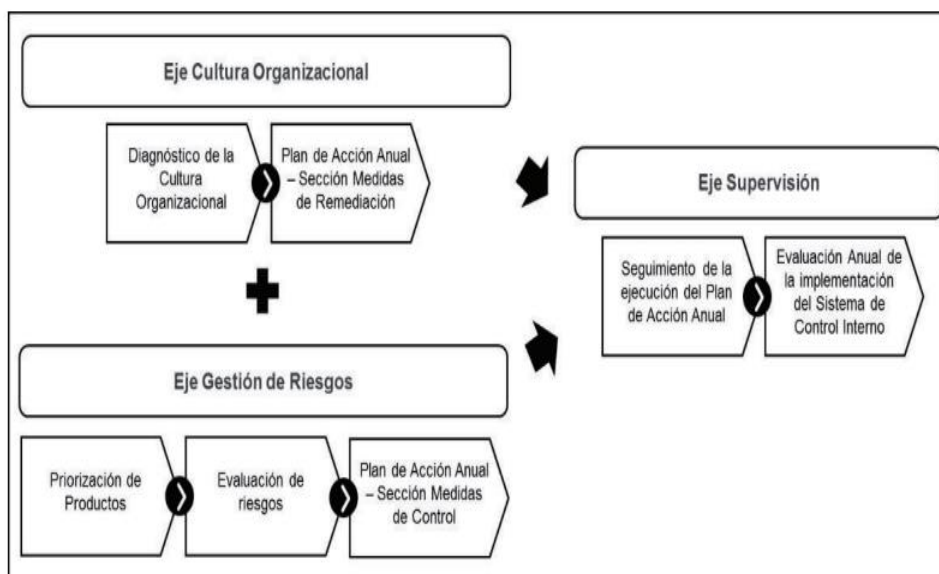 Eje Cultura Organizacional
Diagnóstico de la
Cultura
Organizacional
Plan de Acción Anual
– Sección Medidas
de Remediación
Eje Gestión de Riesgos
Priorización de
Productos
Evaluación de
riesgos
Plan de Acción Anual
– Sección Medidas
de Control
Eje Supervisión
Seguimiento de la
ejecución del Plan
de Acción Anual
Evaluación Anual de
la implementación
del Sistema de
Control Interno